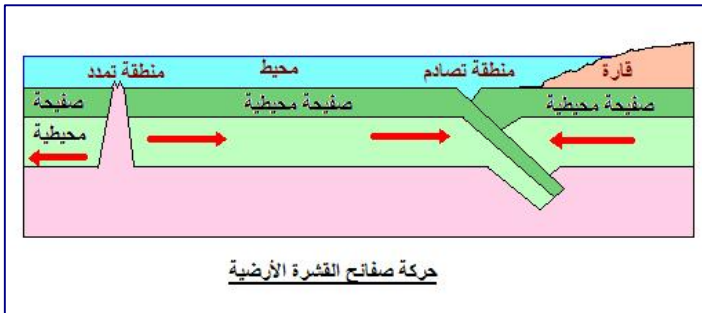 قارة
منطقة تصادم
محيط
منطقة تمدد
صفيحة محيطية
صفيحة محيطية
صفيحة
محيطية
حركة صفائح القشرة الأرضية